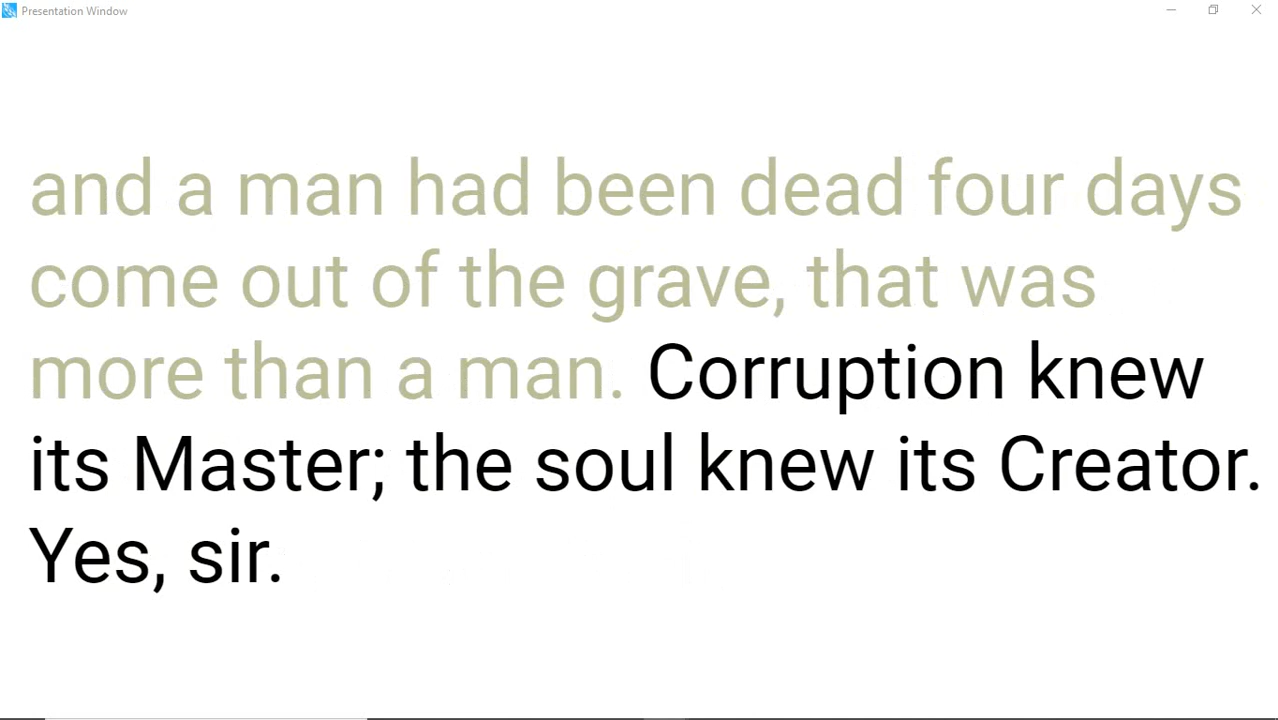 Presentation Window
and a man had been dead four days
come out of the grave, that was
more than a man. Corruption knew
its Master; the soul knew its Creator.
Yes, sir.